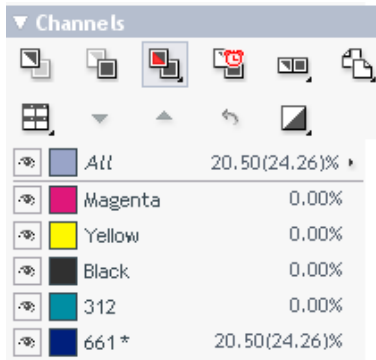 Channels
All 20.50(24.26)%
Magenta 0.00%
Yellow 0.00%
Black 0.00%
312 0.00%
661* 20.50(24.26)%